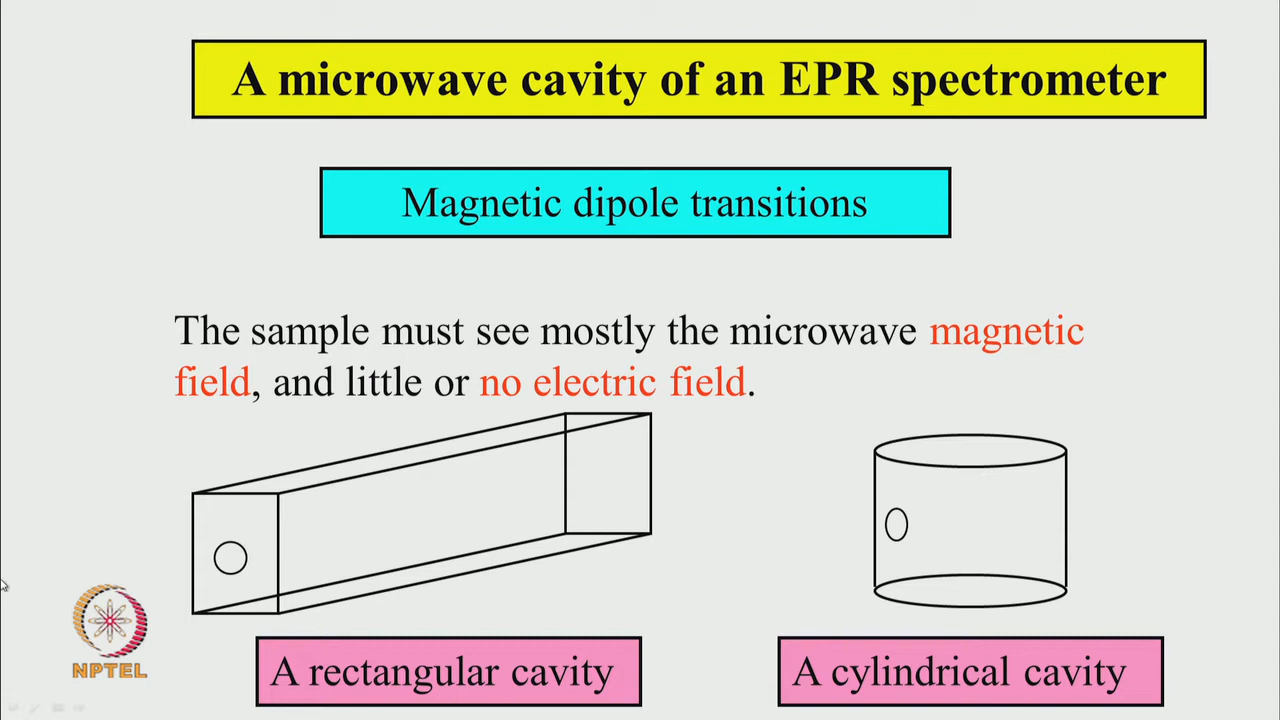 A microwave cavity of an EPR spectrometer
Magnetic dipole transitions
The sample must see mostly the microwave magnetic
field, and little or no electric field.
A rectangular cavity
A cylindrical cavity
NPTEL